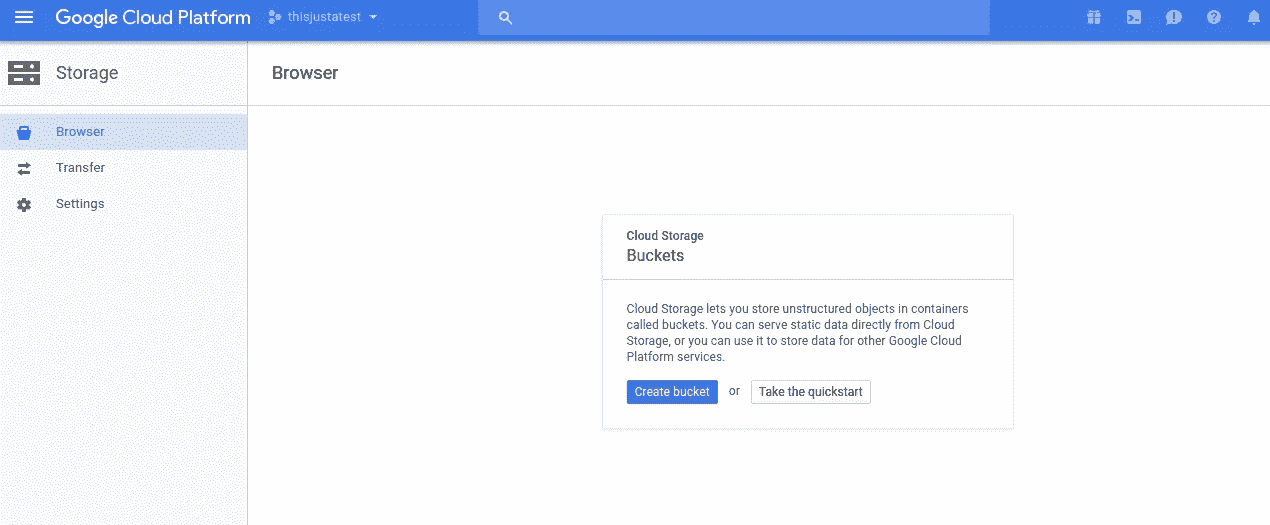 Google Cloud Platform thisjustatest
Storage
Browser
Browser
Transfer
Settings
Cloud Storage
Buckets
Cloud Storage lets you store unstructured objects in containers
called buckets. You can serve static data directly from Cloud
Storage, or you can use it to store data for other Google Cloud
Platform services.
Create bucket or Take the quickstart